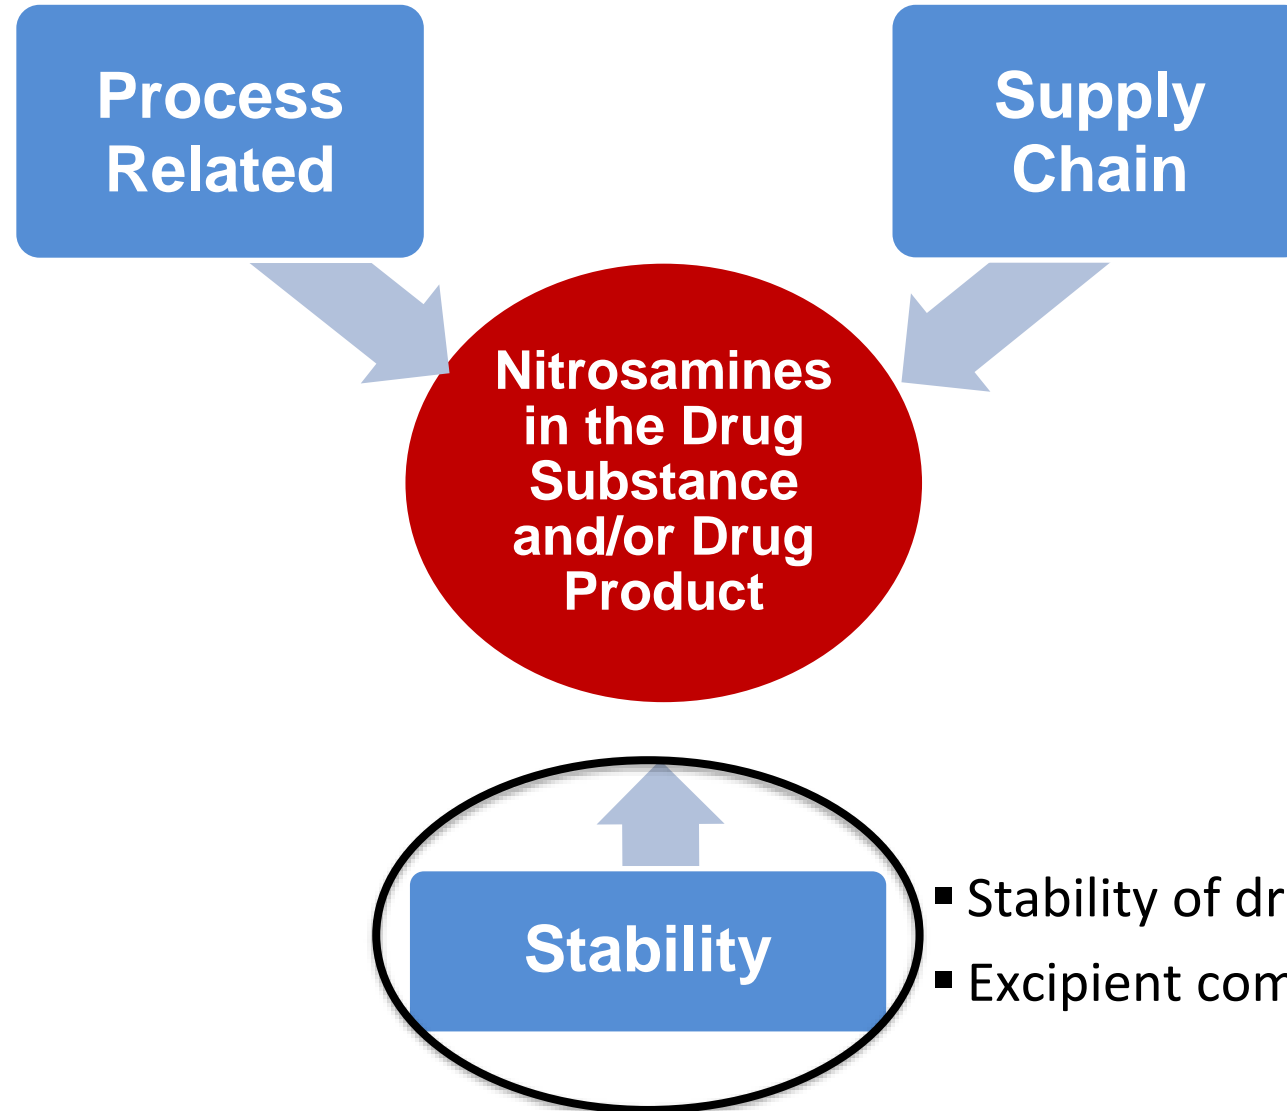 Process
Related
Supply
Chain
Nitrosamines
in the Drug
Substance
and/or Drug
Product
Stability
▪ Stability of
▪ Excipient